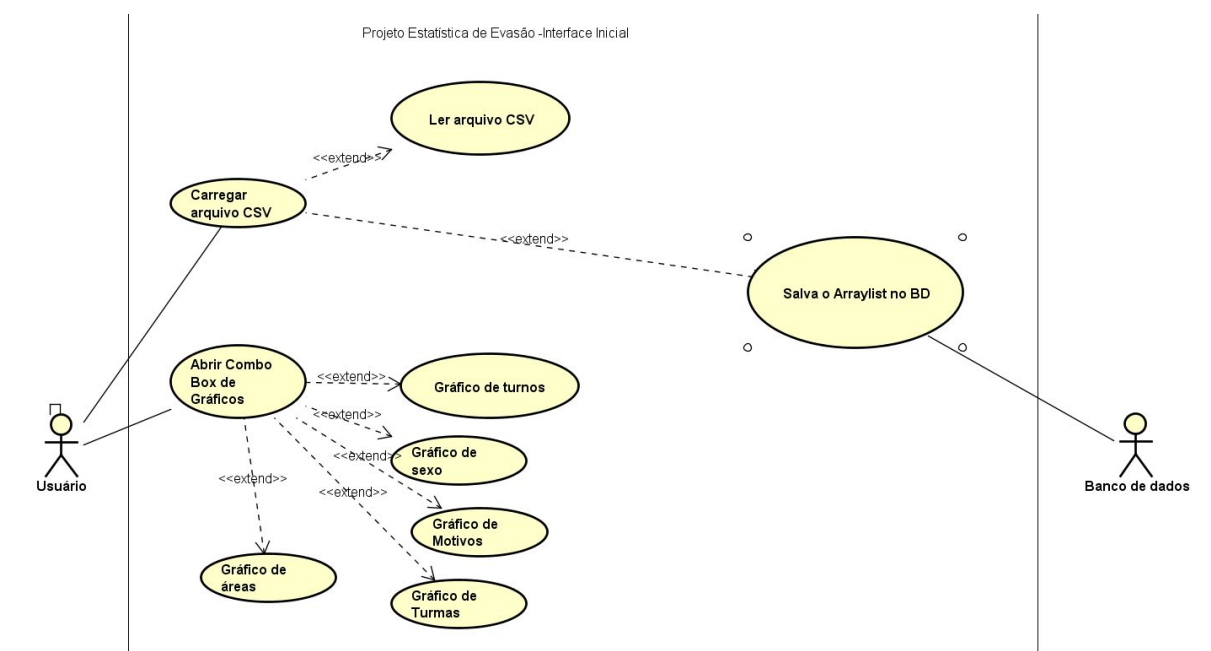 Projeto Estatística de Evasão -Interface Inicial
Ler arquivo CSV
<<extend>>
Carregar
arquivo CSV
<<extend>>
Salva o Arraylist no BD
Abrir Combo
Box de
Gráficos
<<extend>>
Gráfico de turnos
<<extend>>
Gráfico de
sexo
<<extend>>
<<extend>>
<<extend>>
Usuário
Banco de dados
Gráfico de
Motivos
Gráfico de
áreas
Gráfico de
Turmas